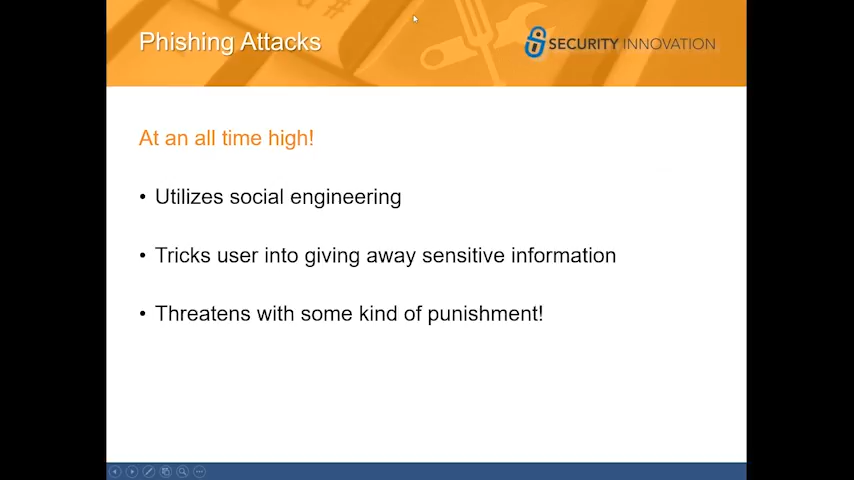 Phishing Attacks
SECURITY INNOVATION
At an all time high!
• Utilizes social engineering
• Tricks user into giving away sensitive information
• Threatens with some kind of punishment!